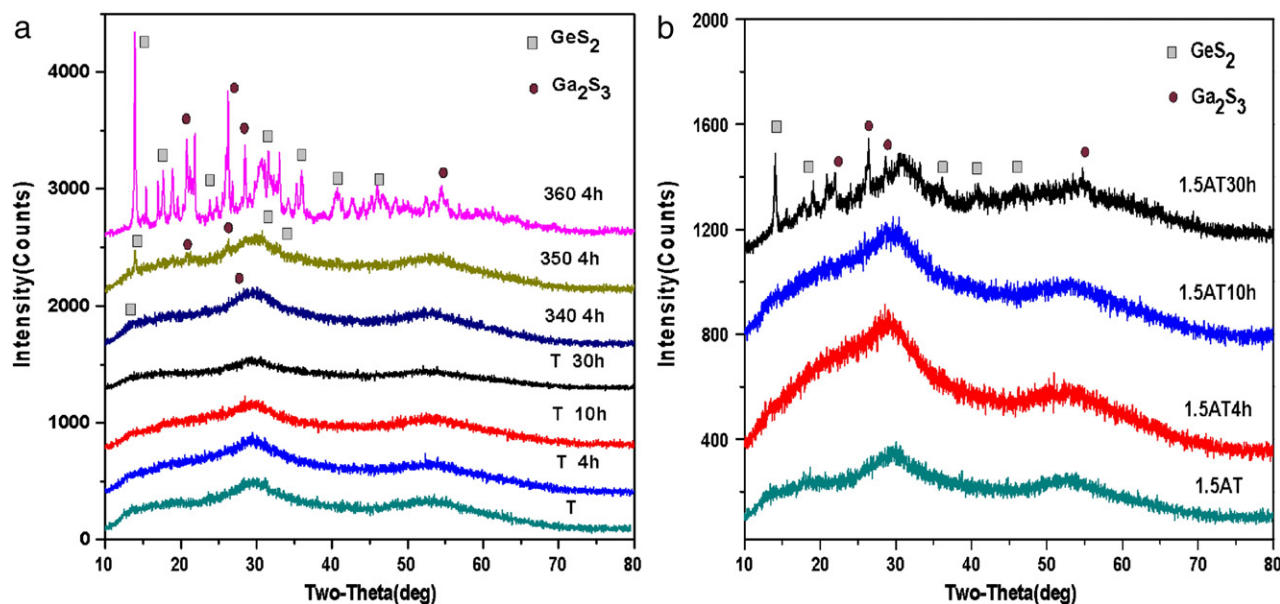 a
GeS2
Ga2S3
4000
3000
2000
1000
0
Intensity(Counts)
360 4h
350 4h
340 4h
T 30h
T 10h
T 4h
T
10 20 30 40 50 60 70 80
Two-Theta(deg)
b
GeS2
Ga2S3
2000
1600
1200
800
400
Intensity(Counts)
1.5AT30h
1.5AT10h
1.5AT4h
1.5AT
10 20 30 40 50 60 70 80
Two-Theta(deg)